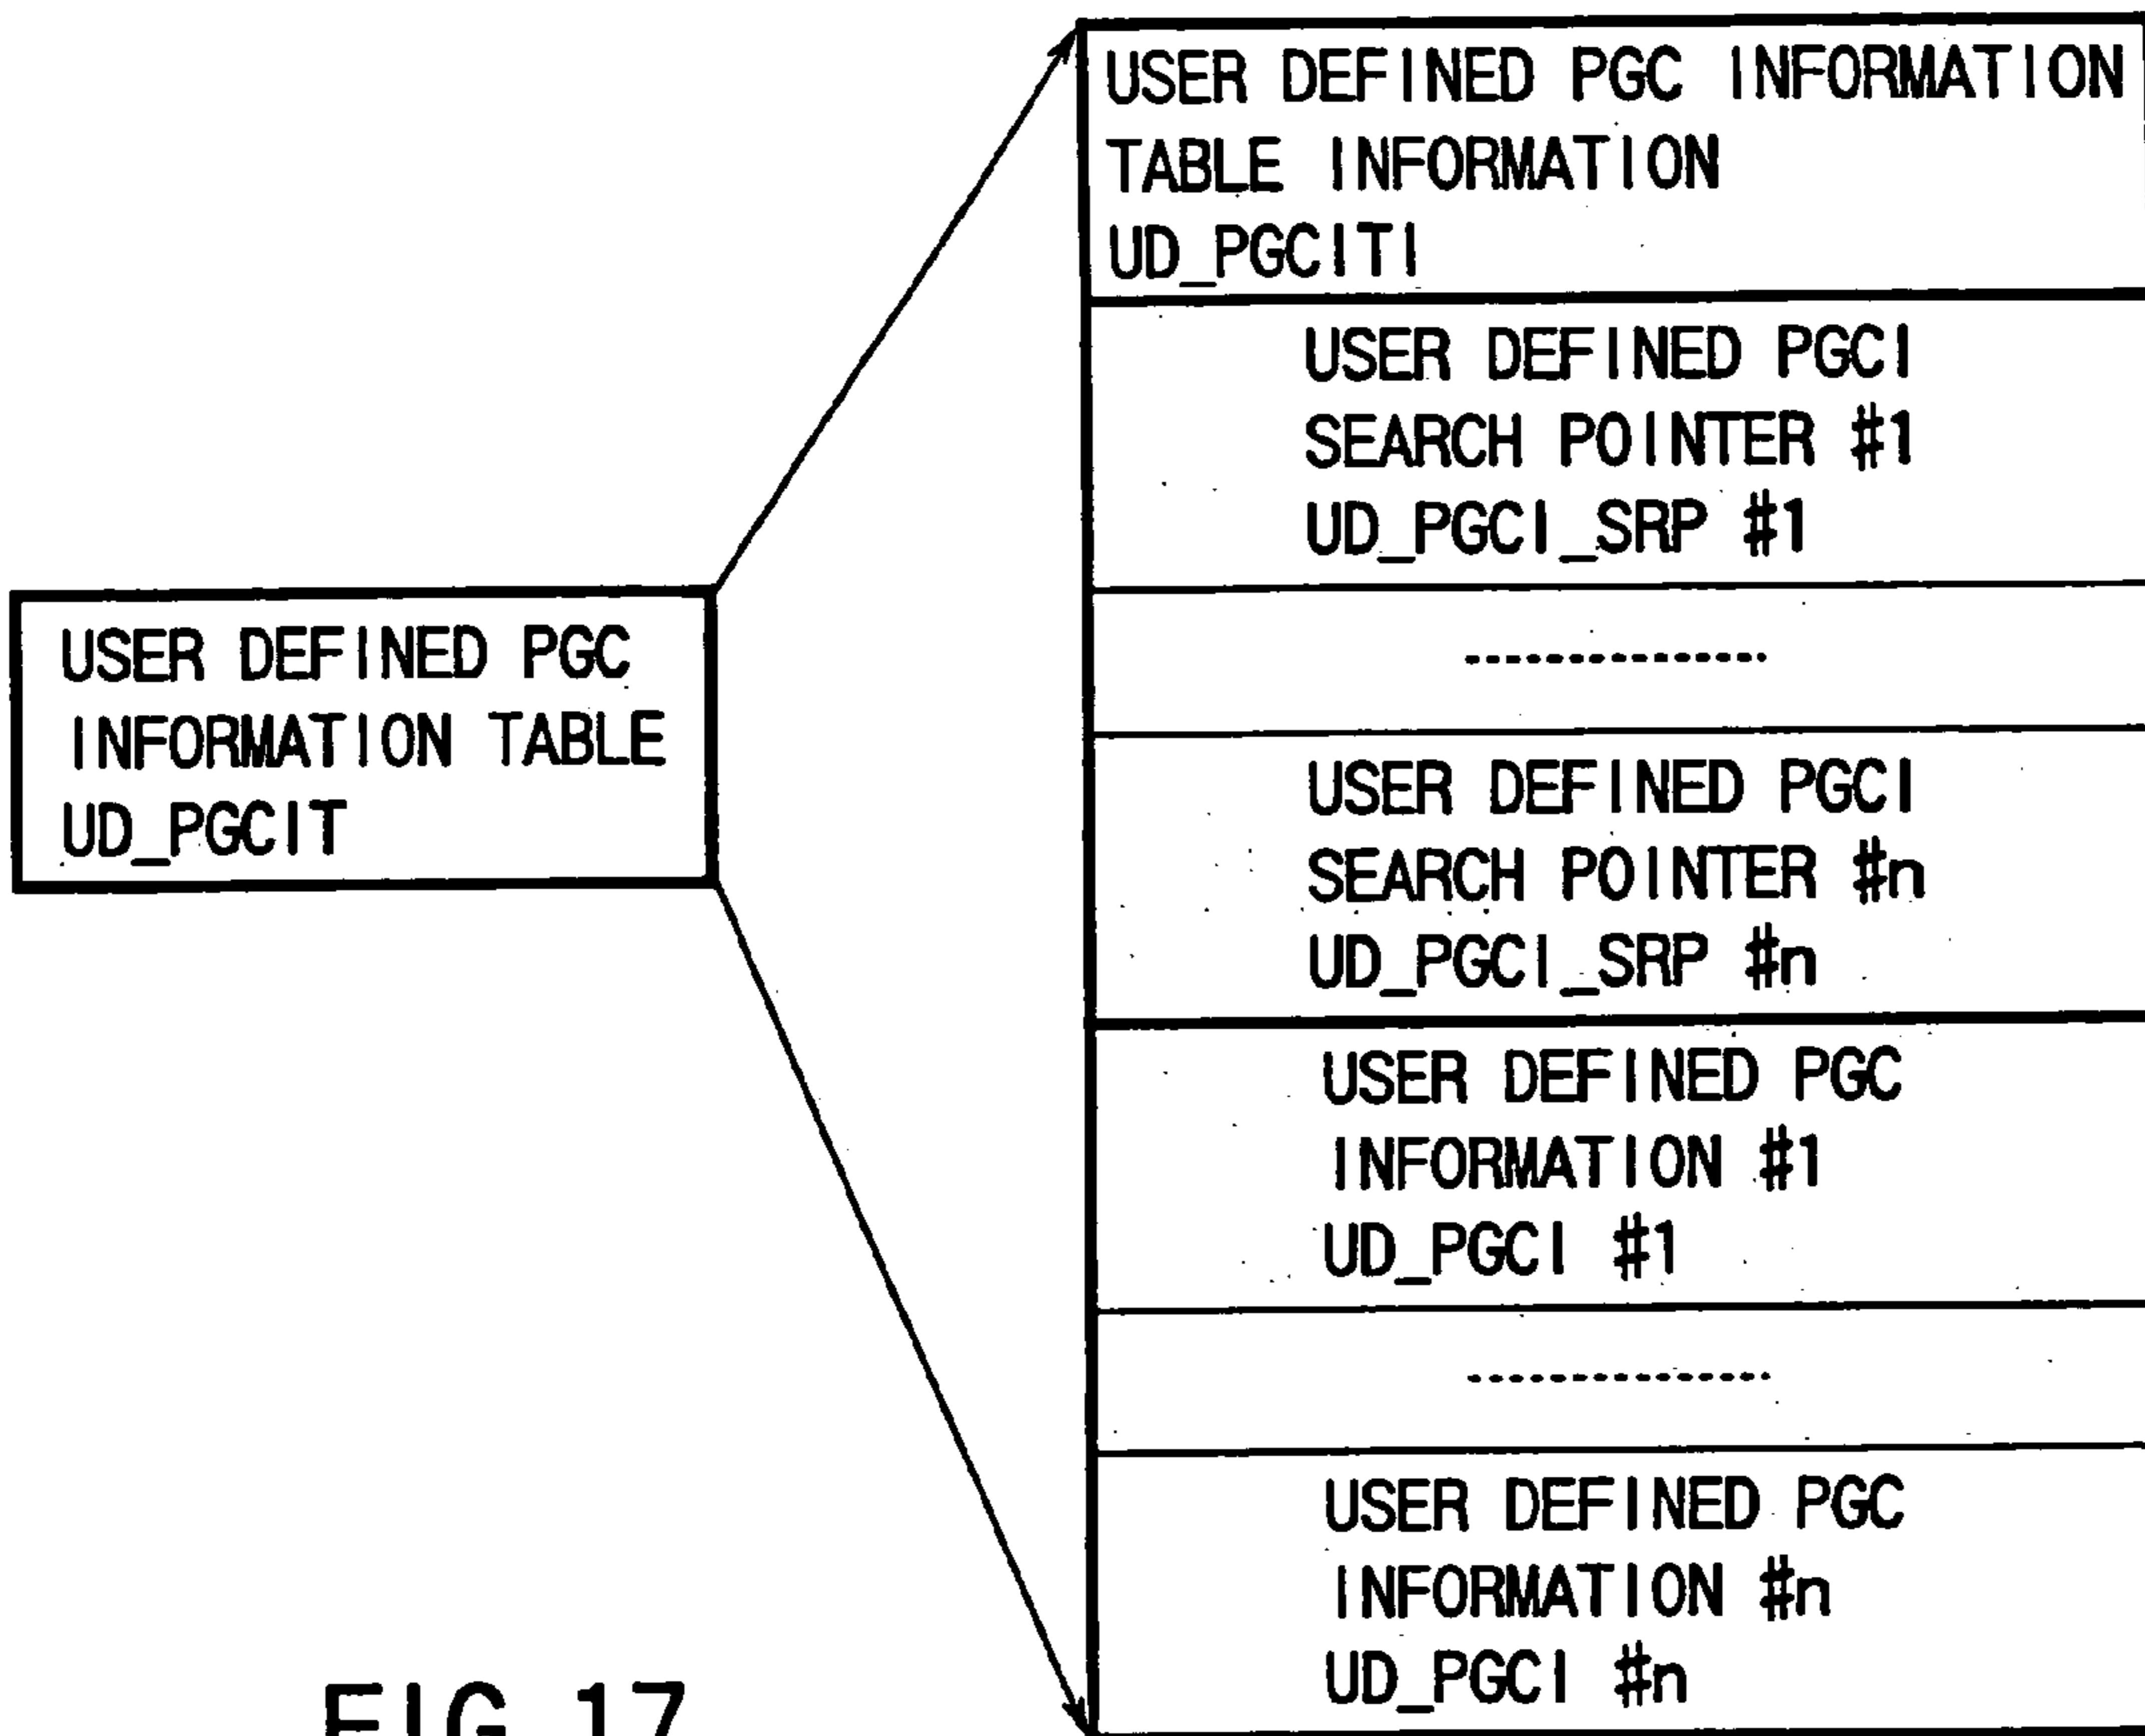 USER DEFINED PGC
INFORMATION TABLE
UD_PGCIT
USER DEFINED PGC INFORMATION
TABLE INFORMATION
UD_PGCITI
USER DEFINED PGCI
SEARCH POINTER #1
UD_PGCI_SRP #1
USER DEFINED PGCI
SEARCH POINTER #n
UD_PGCI_SRP #n
USER DEFINED PGC
INFORMATION #1
UD_PGCI #1
USER DEFINED PGC
INFORMATION #n
UD_PGCI #n
FIG. 17